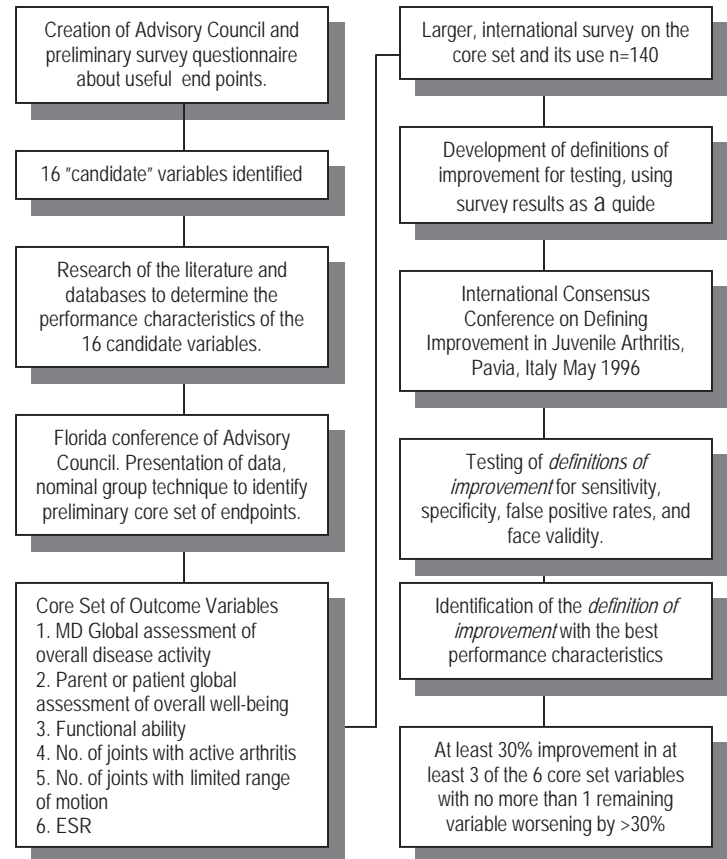 Creation of Advisory Council and
preliminary survey questionnaire
about useful end points.
16 "candidate" variables identified
Research of the literature and
databases to determine the
performance characteristics of the
16 candidate variables.
Florida conference of Advisory
Council. Presentation of data,
nominal group technique to identify
preliminary core set of endpoints.
Core Set of Outcome Variables
1. MD Global assessment of
overall disease activity
2. Parent or patient global
assessment of overall well-being
3. Functional ability
4. No. of joints with active arthritis
5. No. of joints with limited range
of motion
6. ESR
Larger, international survey on the
core set and its use n=140
Development of definitions of
improvement for testing, using
survey results as a guide
International Consensus
Conference on Defining
Improvement in Juvenile Arthritis,
Pavia, Italy May 1996
Testing of definitions of
improvement for sensitivity,
specificity, false positive rates, and
face validity.
Identification of the definition of
improvement with the best
performance characteristics
At least 30% improvement in at
least 3 of the 6 core set variables
with no more than 1 remaining
variable worsening by >30%